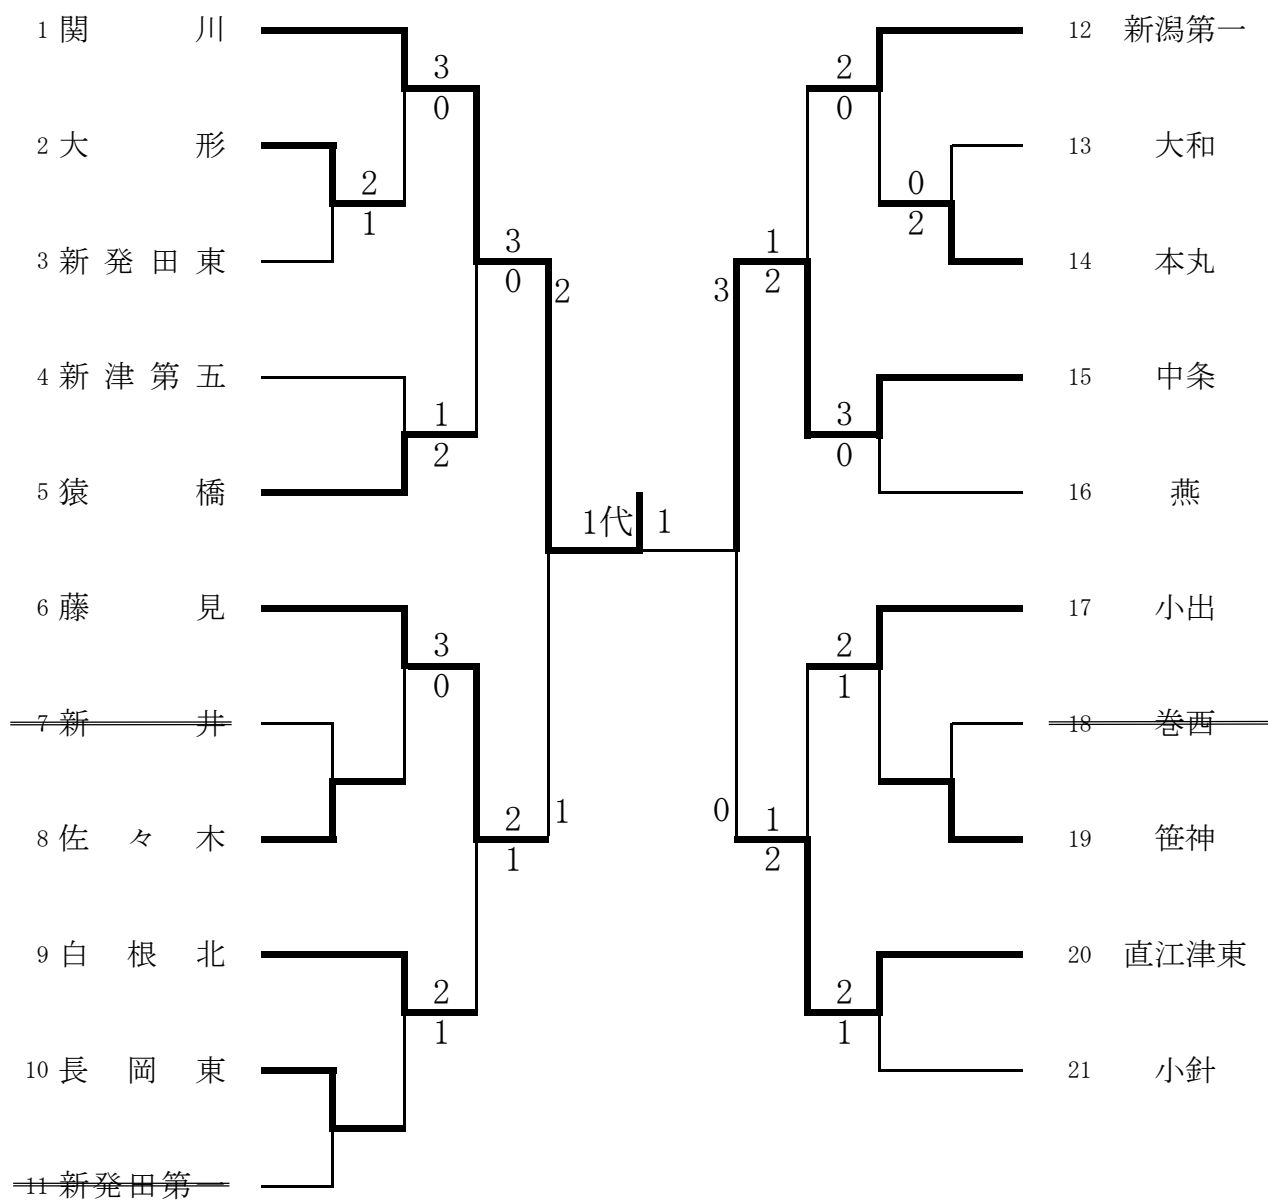 1 関川
3
0
2 大形
2
1
3 新発田東
3
0
2
4 新津第五
1
2
5 猿橋
1代
1
6 藤見
3
0
7 新井
8 佐々木
2
1
1
9 白根北
2
1
10 長岡東
11 新発田第一
12 新潟第一
2
0
13 大和
0
2
14 本丸
1
2
3
15 中条
3
0
16 燕
17 小出
2
1
18 巻西
19 笹神
0
1
2
20 直江津東
2
1
21 小針